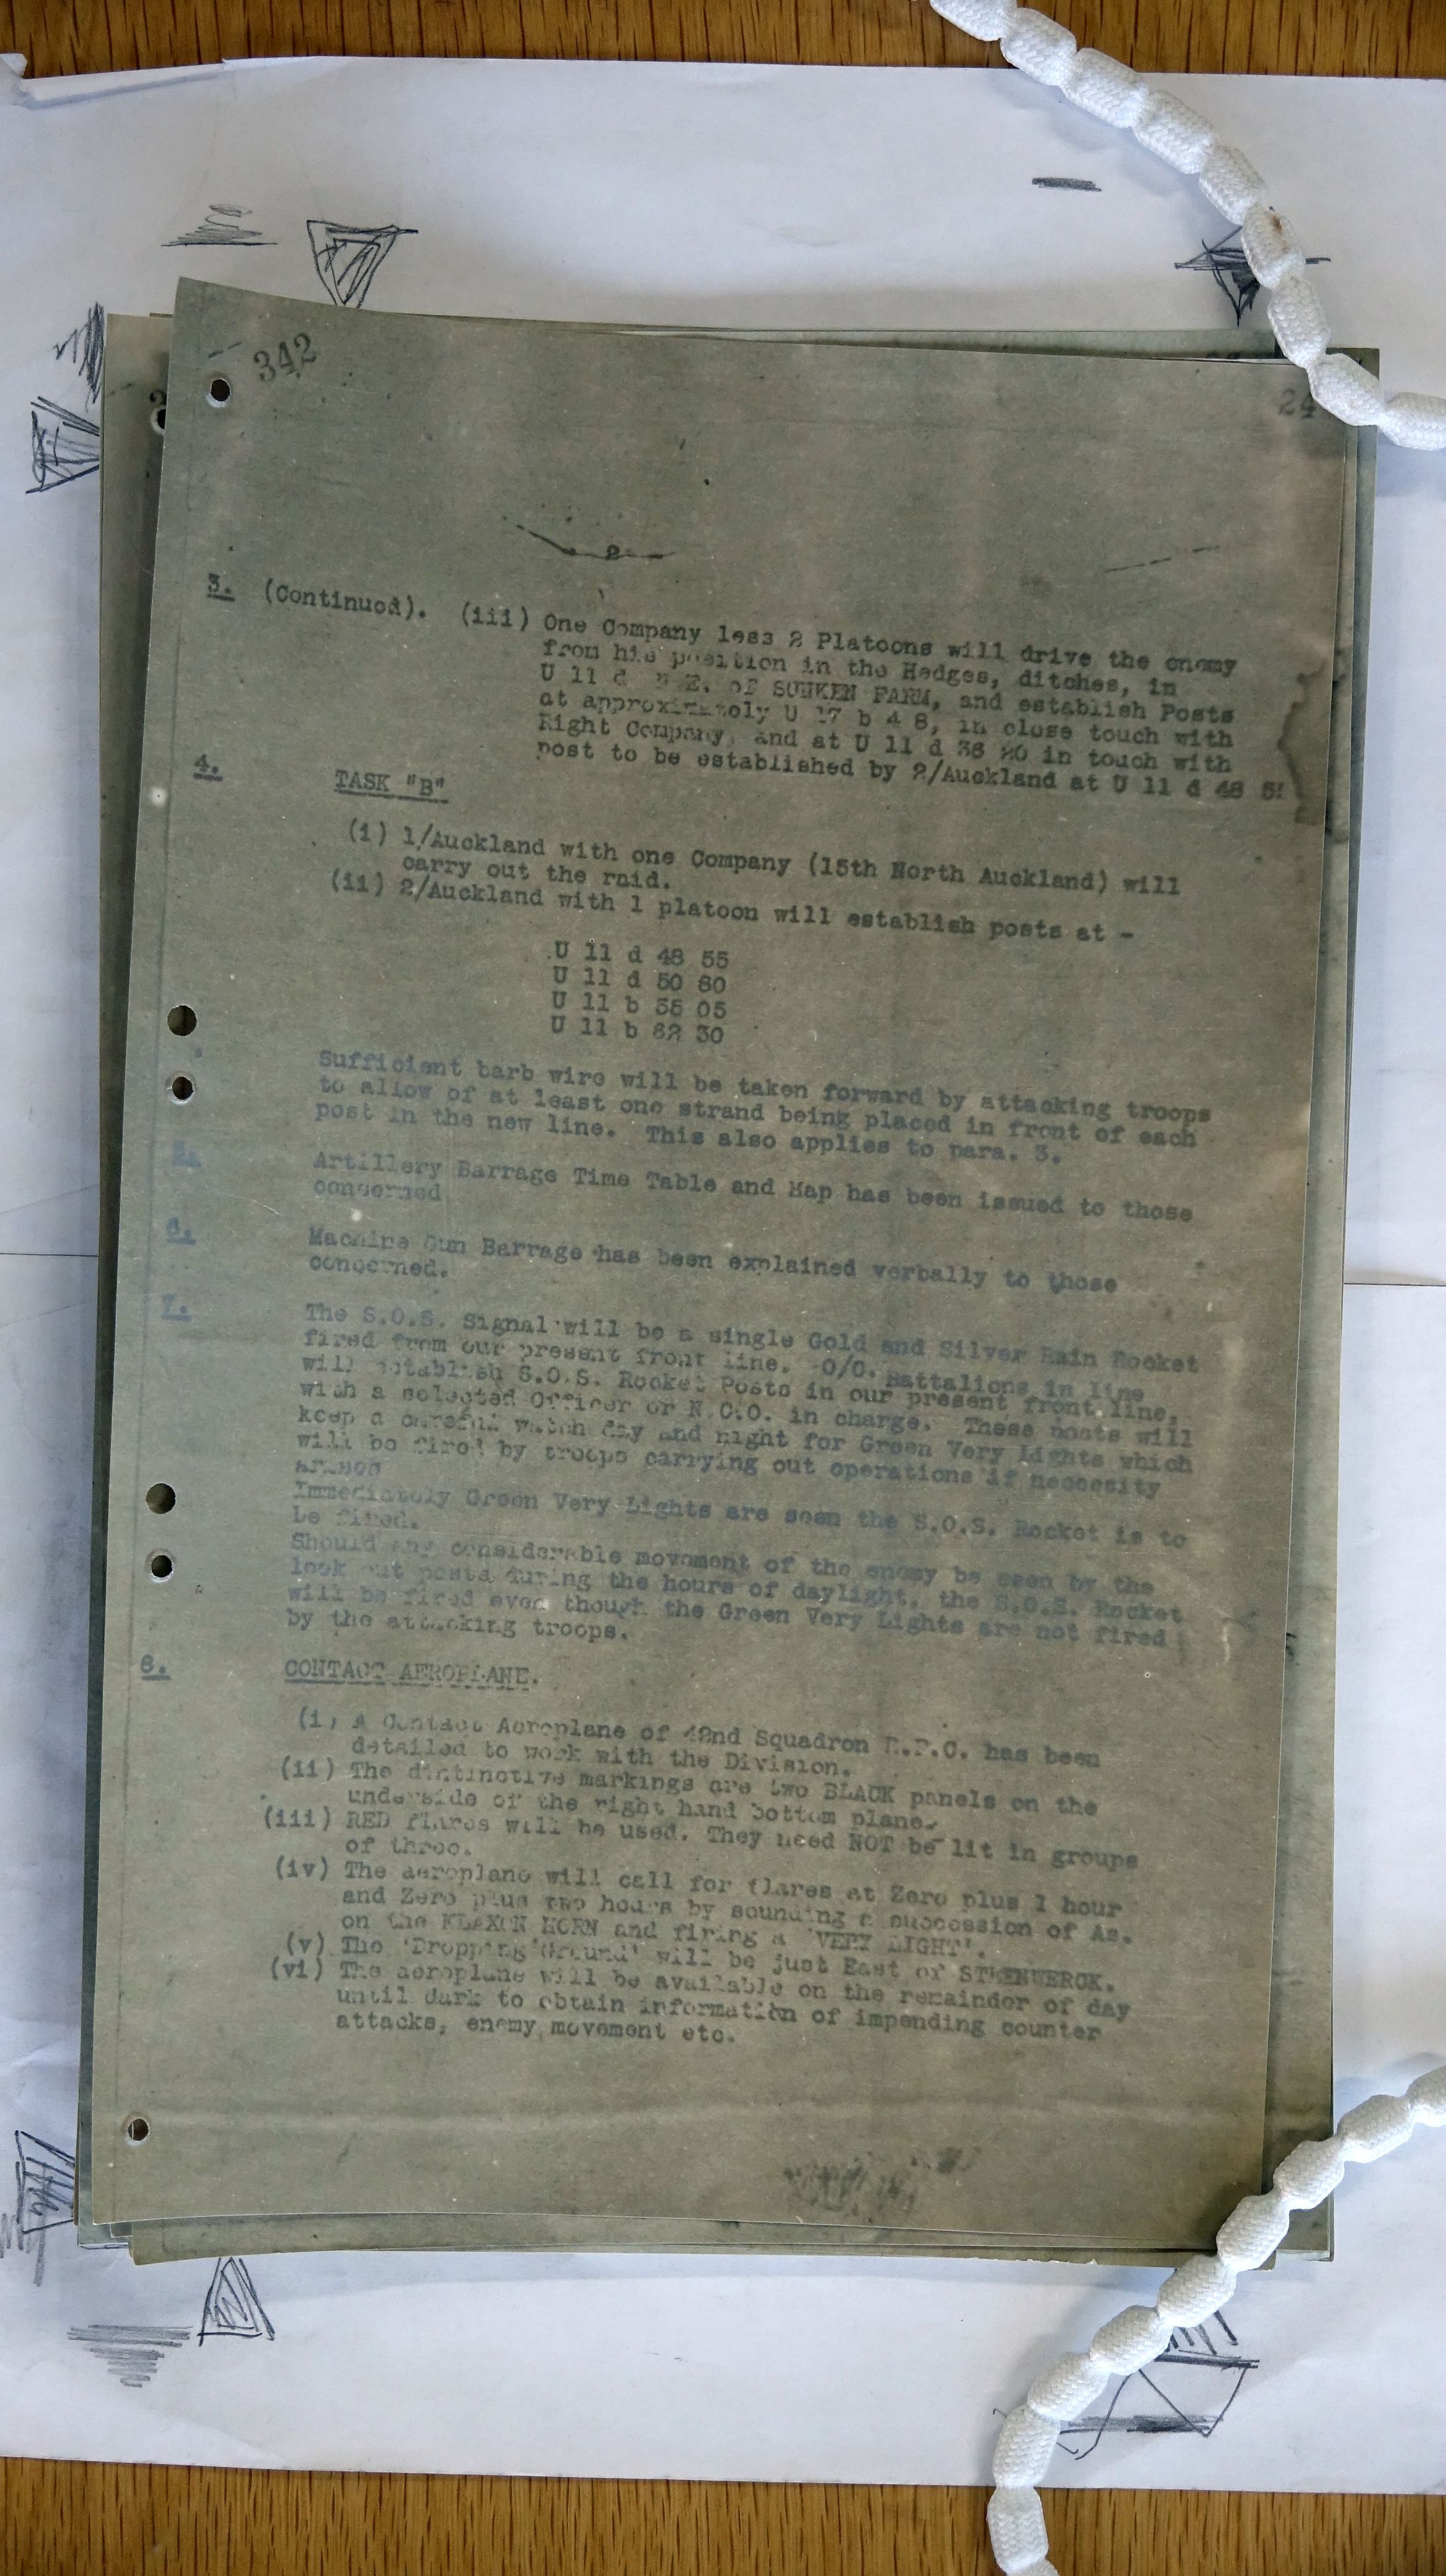 342
24
2
3. (Continued). (iii) One Company less 2 Platoons will drive the enemy
from his position in the Hedges, ditches, in
U 11 d E. of SUNKEN FARM, and establish Posts
at approximately U 17 b 4 8, in close touch with
Right Company, and at U 11 d 38 20 in touch with
post to be established by 2/Auckland at U 11 d 48
4. TASK "B"
(i) 1/Auckland with one Company (15th North Auckland) will
carry out the raid.
(ii) 2/Auckland with 1 platoon will establish posts at -
U 11 d 48 55
U 11 d 50 80
U 11 b 35 05
U 11 b 62 30
Sufficient barb wire will be taken forward by attacking troops
to allow of at least one strand being placed in front of each
post in the new line. This also applies to para. 3.
5. Artillery Barrage Time Table and Map has been issued to those
concerned
6. Machine Gun Barrage has been explained verbally to those
concerned.
7. The S.O.S. Signal will be a single Gold and Silver Rain Rocket
fired from our present front line. O/C. Battalions in line
will establish S.O.S. Rocket Posts in our present front line,
with a selected Officer or N.C.O. in charge. These posts will
keep a careful watch day and night for Green Very Lights which
will be fired by troops carrying out operations if necessity
Immediately Green Very Lights are seen the S.O.S. Rocket is to
be fired.
Should any considerable movement of the enemy be seen by the
look out posts during the hours of daylight, the S.O.S. Rocket
will be fired even though the Green Very Lights are not fired
by the attacking troops.
8. CONTACT AEROPLANE.
(i) A Contact Aeroplane of 42nd Squadron R.F.C. has been
detailed to work with the Division.
(ii) The distinctive markings are two BLACK panels on the
underside of the right hand bottom plane.
(iii) RED flares will be used. They need NOT be lit in groups
of three.
(iv) The aeroplane will call for flares at Zero plus 1 hour
and Zero plus two hours by sounding a succession of As.
on the KLAXON HORN and firing a 'VERY LIGHT'.
(v) The 'Dropping Ground' will be just East of STEENWERCK.
(vi) The aeroplane will be available on the remainder of day
until dark to obtain information of impending counter
attacks, enemy movement etc.